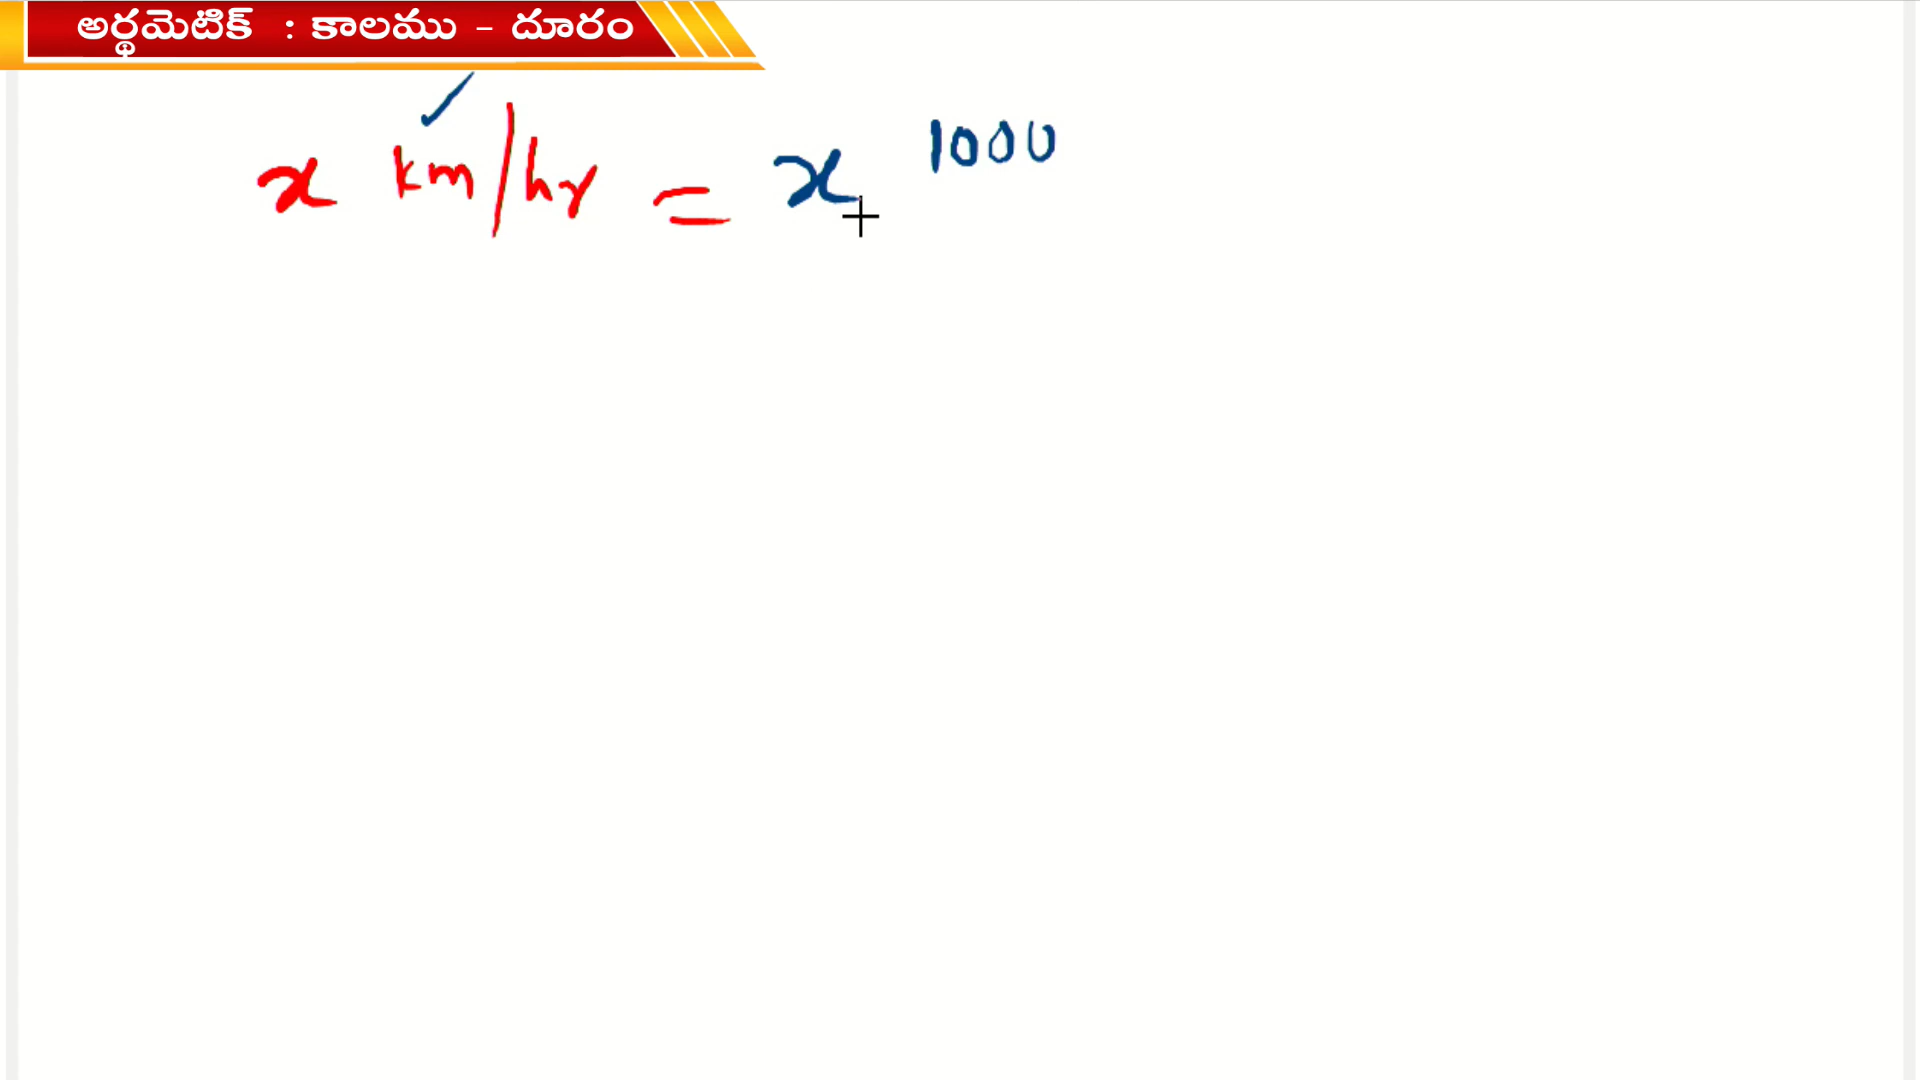 అర్థమెటిక్ : కాలము - దూరం
x km/hr = x 1000